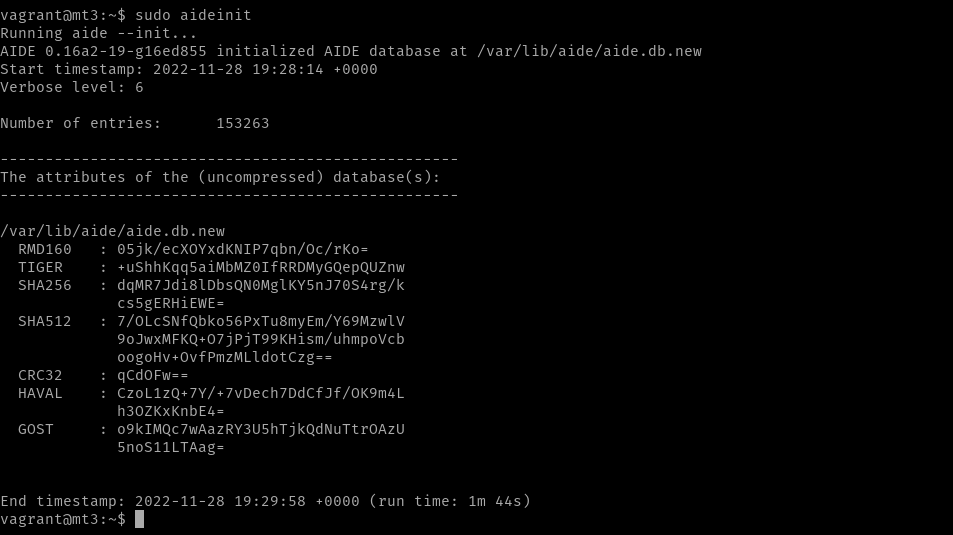 vagrant@mt3:~$ sudo aideinit
Running aide --init...
AIDE 0.16a2-19-g16ed855 initialized AIDE database at /var/lib/aide/aide.db.new
Start timestamp: 2022-11-28 19:28:14 +0000
Verbose level: 6
Number of entries:      153263
---------------------------------------------------
The attributes of the (uncompressed) database(s):
---------------------------------------------------
/var/lib/aide/aide.db.new
  RMD160   : 05jk/ecXOYxdKNIP7qbn/Oc/rKo=
  TIGER    : +uShhKqq5aiMbMZ0IfRRDMyGQepQUZnw
  SHA256   : dqMR7Jdi8lDbsQN0MglKY5nJ70S4rg/k
             cs5gERHiEWE=
  SHA512   : 7/OLcSNfQbko56PxTu8myEm/Y69MzwlV
             9oJwxMFKQ+O7jPjT99KHism/uhmpoVcb
             oogoHv+OvfPmzMLldotCzg==
  CRC32    : qCdOFw==
  HAVAL    : CzoL1zQ+7Y/+7vDech7DdCfJf/OK9m4L
             h3OZKxKnbE4=
  GOST     : o9kIMQc7wAazRY3U5hTjkQdNuTtrOAzU
             5noS11LTAag=
End timestamp: 2022-11-28 19:29:58 +0000 (run time: 1m 44s)
vagrant@mt3:~$